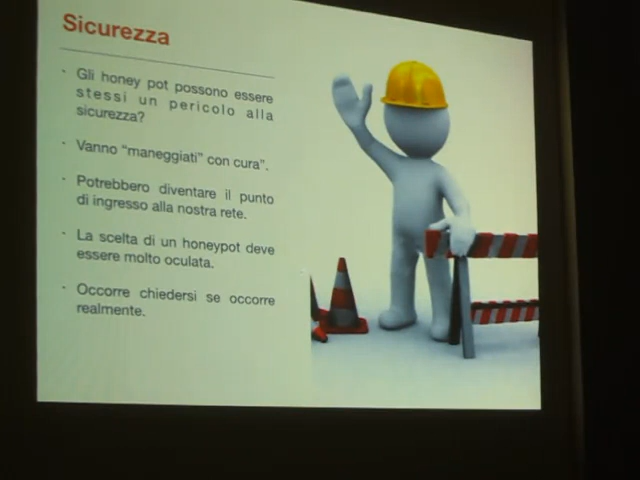 Sicurezza
· Gli honey pot possono essere
stessi un pericolo alla
sicurezza?
· Vanno "maneggiati" con cura".
· Potrebbero diventare il punto
di ingresso alla nostra rete.
· La scelta di un honeypot deve
essere molto oculata.
· Occorre chiedersi se occorre
realmente.